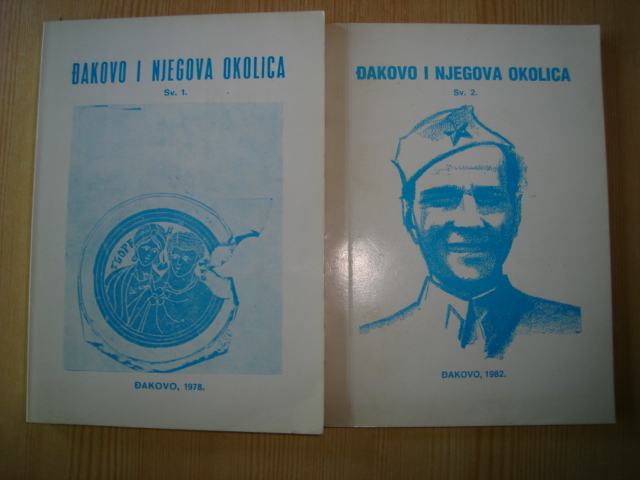 ĐAKOVO I NJEGOVA OKOLICA
Sv. 1.
ĐAKOVO, 1978.
ĐAKOVO I NJEGOVA OKOLICA
Sv. 2.
ĐAKOVO, 1982.